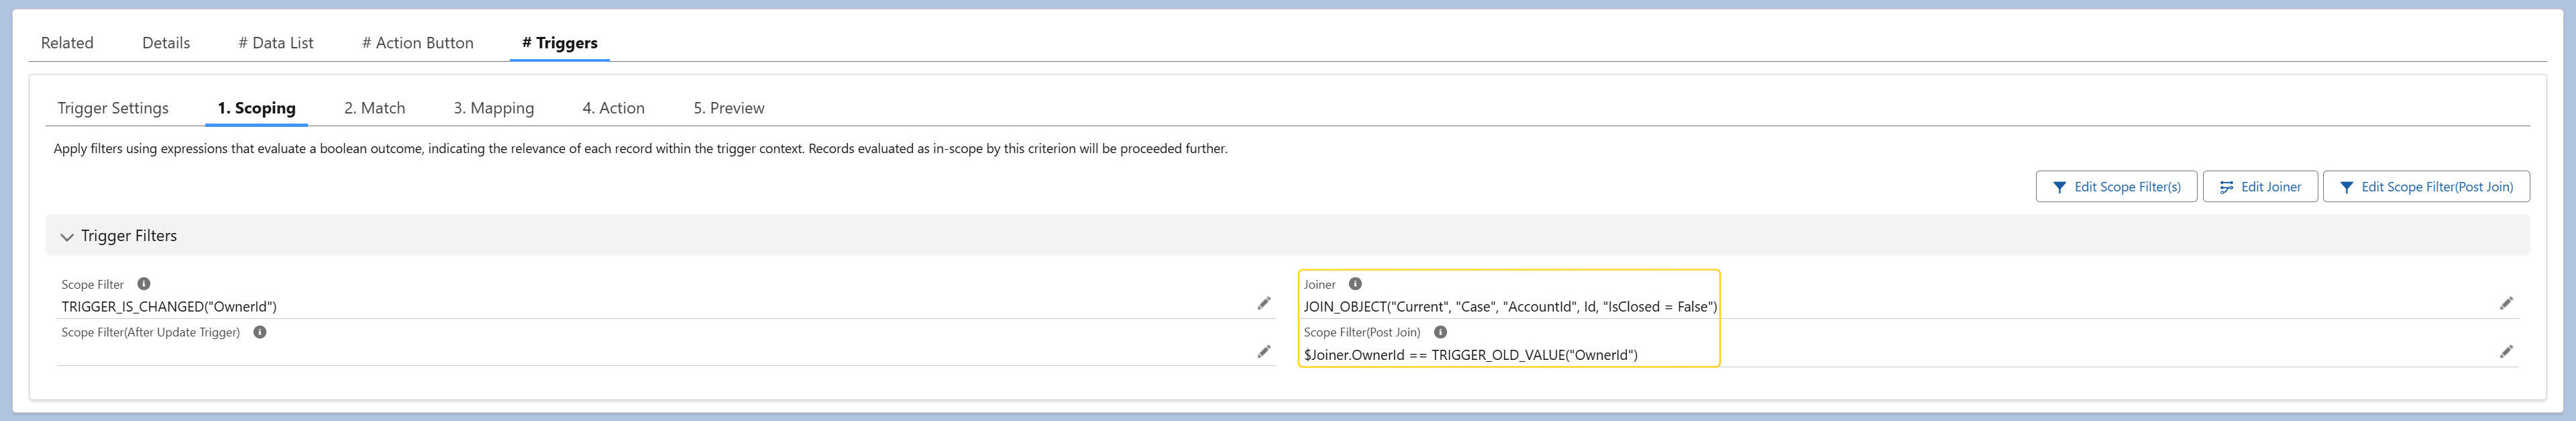 Related Details # Data List # Action Button # Triggers
Trigger Settings 1. Scoping 2. Match 3. Mapping 4. Action 5. Preview
Apply filters using expressions that evaluate a boolean outcome, indicating the relevance of each record within the trigger context. Records evaluated as in-scope by this criterion will be proceeded further.
Edit Scope Filter(s) Edit Joiner Edit Scope Filter(Post Join)
Trigger Filters
Scope Filter
TRIGGER_IS_CHANGED("OwnerId")
Scope Filter(After Update Trigger)
Joiner
JOIN_OBJECT("Current", "Case", "AccountId", Id, "IsClosed = False")
Scope Filter(Post Join)
$Joiner.OwnerId == TRIGGER_OLD_VALUE("OwnerId")